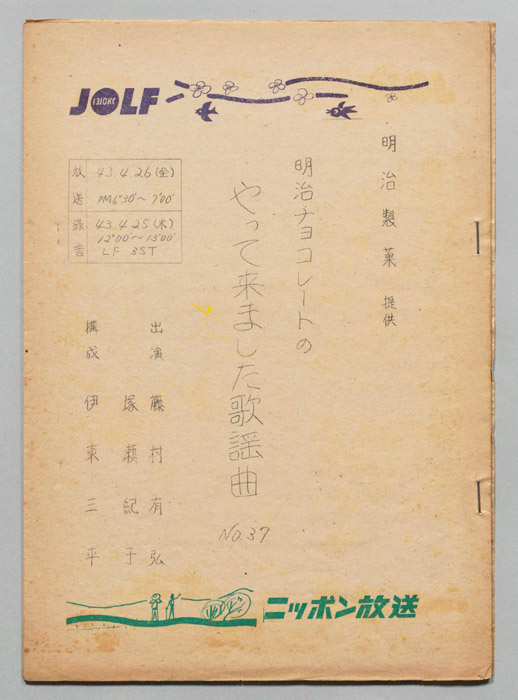 JOLF
1310KC
明治製菓 提供
明治チョコレートの
やって来ました歌謡曲
No.37
放送 43.4.26(金)
PM6°30'～7°00'
録音 43.4.25(木)
12°00'～13°00'
LF 3ST
出演 藤村有弘
塚瀬紀子
構成 伊東三平
ニッポン放送